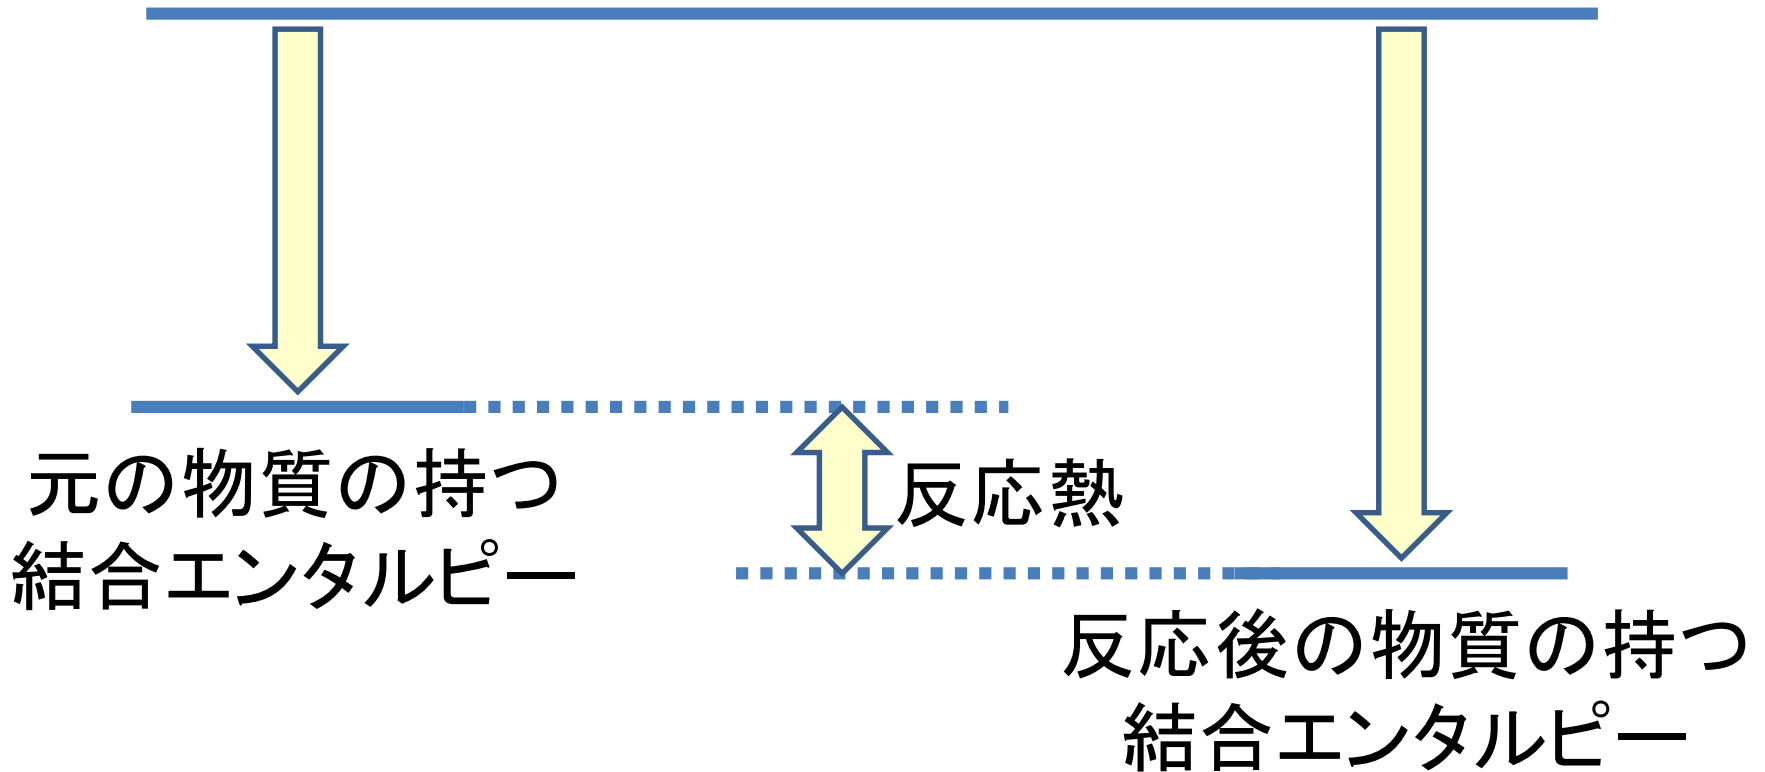 元の物質の持つ
結合エンタルピー
反応熱
反応後の物質の持つ
結合エンタルピー